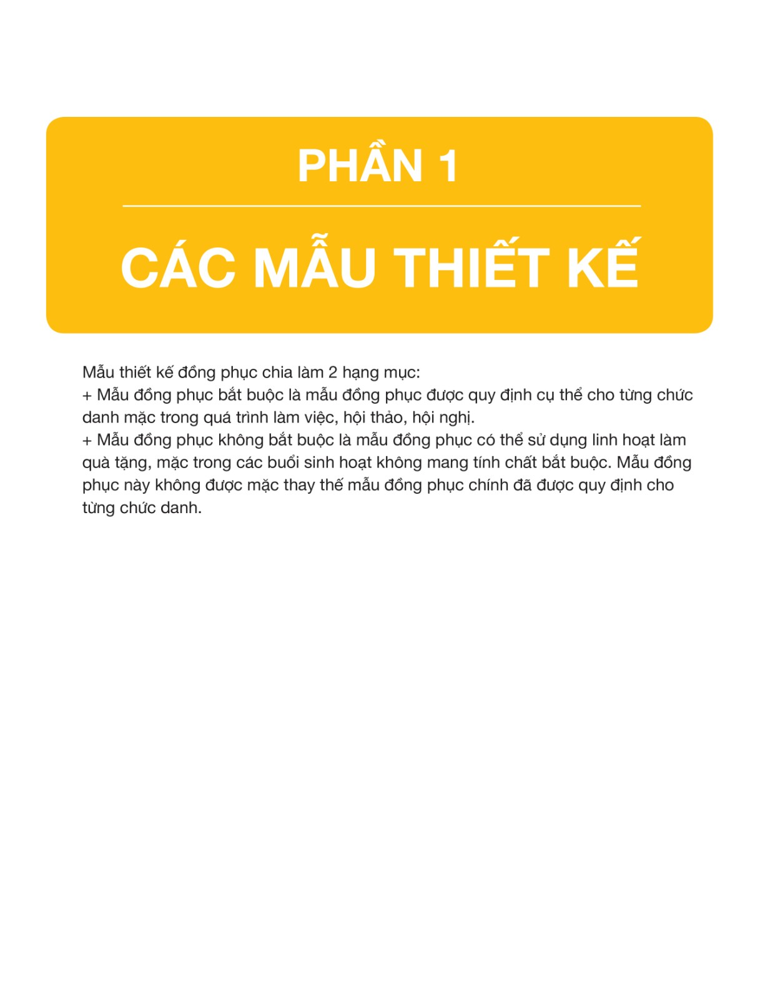 PHẦN 1
CÁC MẪU THIẾT KẾ
Mẫu thiết kế đồng phục chia làm 2 hạng mục:
+ Mẫu đồng phục bắt buộc là mẫu đồng phục được quy định cụ thể cho từng chức
danh mặc trong quá trình làm việc, hội thảo, hội nghị.
+ Mẫu đồng phục không bắt buộc là mẫu đồng phục có thể sử dụng linh hoạt làm
quà tặng, mặc trong các buổi sinh hoạt không mang tính chất bắt buộc. Mẫu đồng
phục này không được mặc thay thế mẫu đồng phục chính đã được quy định cho
từng chức danh.